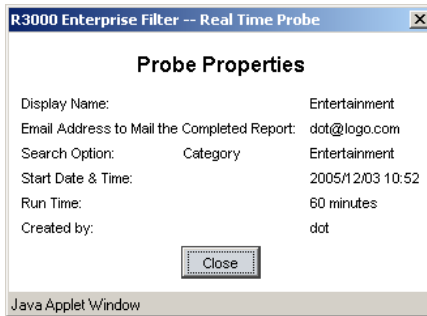 R3000 Enterprise Filter -- Real Time Probe
Probe Properties
Display Name: Entertainment
Email Address to Mail the Completed Report: dot@logo.com
Search Option: Category Entertainment
Start Date & Time: 2005/12/03 10:52
Run Time: 60 minutes
Created by: dot
Close
Java Applet Window